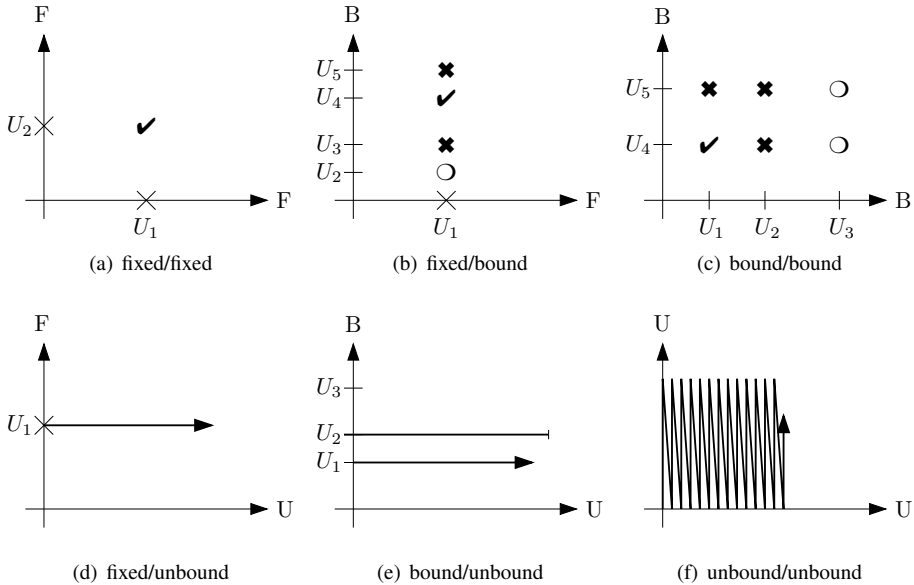 F
U₂
U₁
F
(a) fixed/fixed
B
U₅
U₄
U₃
U₂
U₁
F
(b) fixed/bound
B
U₅
U₄
U₁ U₂ U₃
B
(c) bound/bound
F
U₁
U
(d) fixed/unbound
B
U₃
U₂
U₁
U
(e) bound/unbound
U
U
(f) unbound/unbound